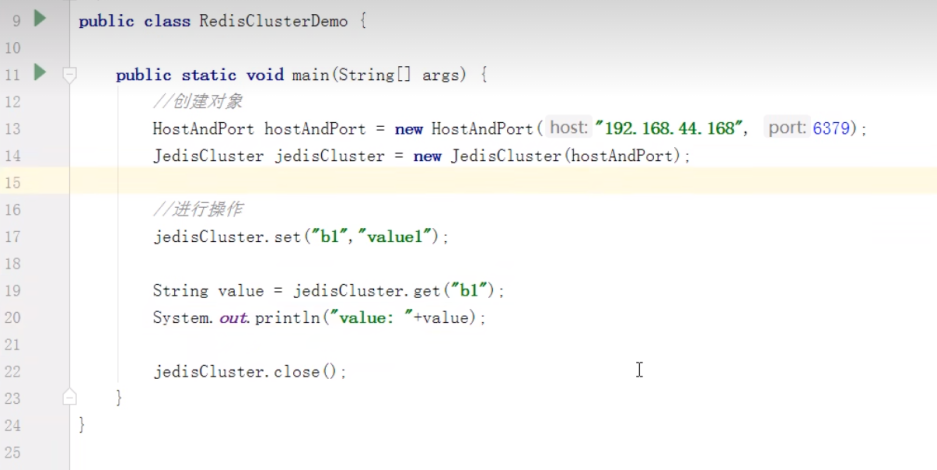 9 public class RedisClusterDemo {
10
11 public static void main(String[] args) {
12 //创建对象
13 HostAndPort hostAndPort = new HostAndPort( host: "192.168.44.168", port: 6379);
14 JedisCluster jedisCluster = new JedisCluster(hostAndPort);
15
16 //进行操作
17 jedisCluster.set("b1","value1");
18
19 String value = jedisCluster.get("b1");
20 System.out.println("value: "+value);
21
22 jedisCluster.close();
23 }
24 }
25